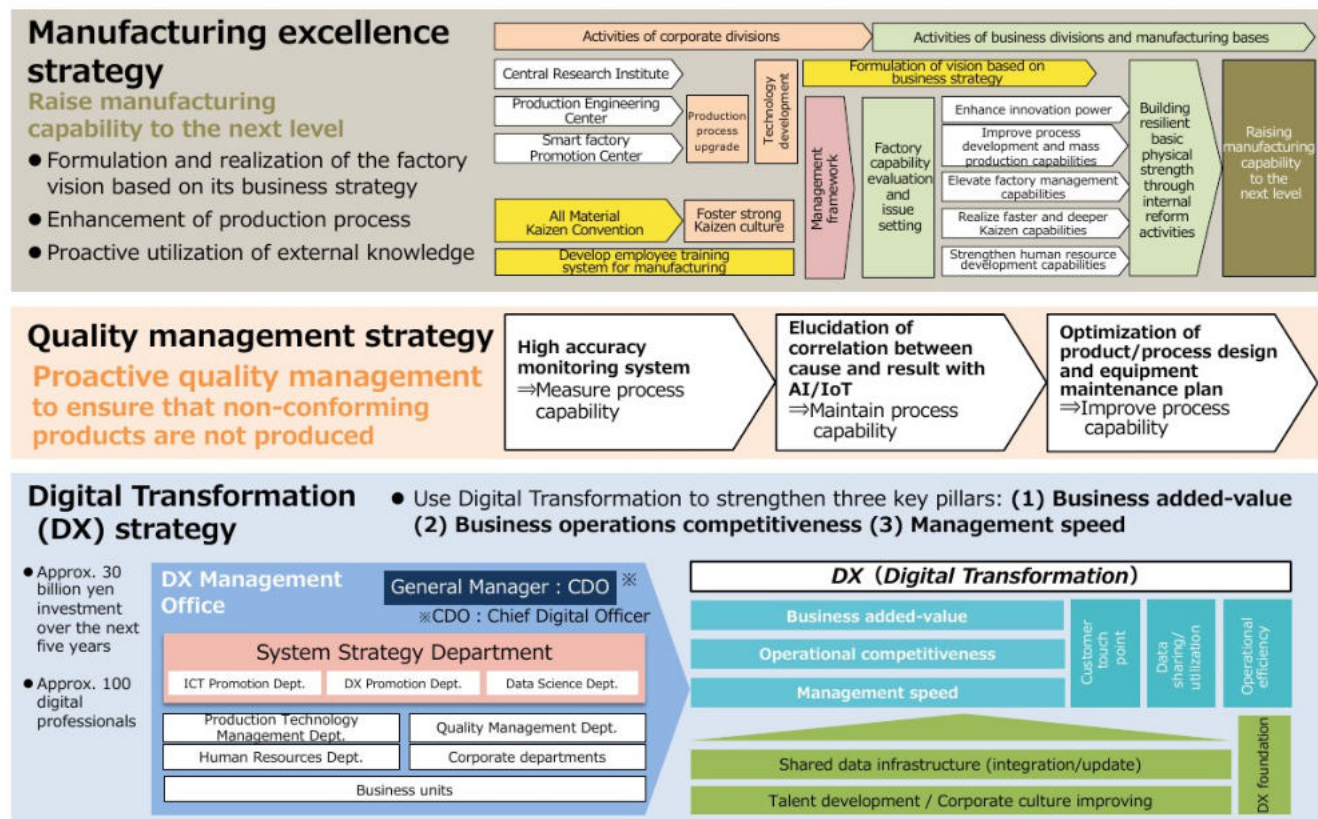 Manufacturing excellence
strategy
Raise manufacturing
capability to the next level
● Formulation and realization of the factory
vision based on its business strategy
● Enhancement of production process
● Proactive utilization of external knowledge
Activities of corporate divisions
Activities of business divisions and manufacturing bases
Central Research Institute
Production Engineering
Center
Smart factory
Promotion Center
Production
process
upgrade
Technology
development
All Material
Kaizen Convention
Foster strong
Kaizen culture
Develop employee training
system for manufacturing
Formulation of vision based on
business strategy
Management
framework
Factory
capability
evaluation
and
issue
setting
Enhance innovation power
Improve process
development and mass
production capabilities
Elevate factory management
capabilities
Realize faster and deeper
Kaizen capabilities
Strengthen human resource
development capabilities
Building
resilient
basic
physical
strength
through
internal
reform
activities
Raising
manufacturing
capability
to the
next level
Quality management strategy
Proactive quality management
to ensure that non-conforming
products are not produced
High accuracy
monitoring system
⇒Measure process
capability
Elucidation of
correlation between
cause and result with
AI/IoT
⇒Maintain process
capability
Optimization of
product/process design
and equipment
maintenance plan
⇒Improve process
capability
Digital Transformation
(DX) strategy
● Use Digital Transformation to strengthen three key pillars: (1) Business added-value
(2) Business operations competitiveness (3) Management speed
● Approx. 30
billion yen
investment
over the next
five years
● Approx. 100
digital
professionals
DX Management
Office
General Manager : CDO ※
※CDO : Chief Digital Officer
System Strategy Department
ICT Promotion Dept.
DX Promotion Dept.
Data Science Dept.
Production Technology
Management Dept.
Quality Management Dept.
Human Resources Dept.
Corporate departments
Business units
DX (Digital Transformation)
Business added-value
Operational competitiveness
Management speed
Customer
touch
point
Data
sharing/
utilization
Operational
efficiency
Shared data infrastructure (integration/update)
Talent development / Corporate culture improving
DX foundation